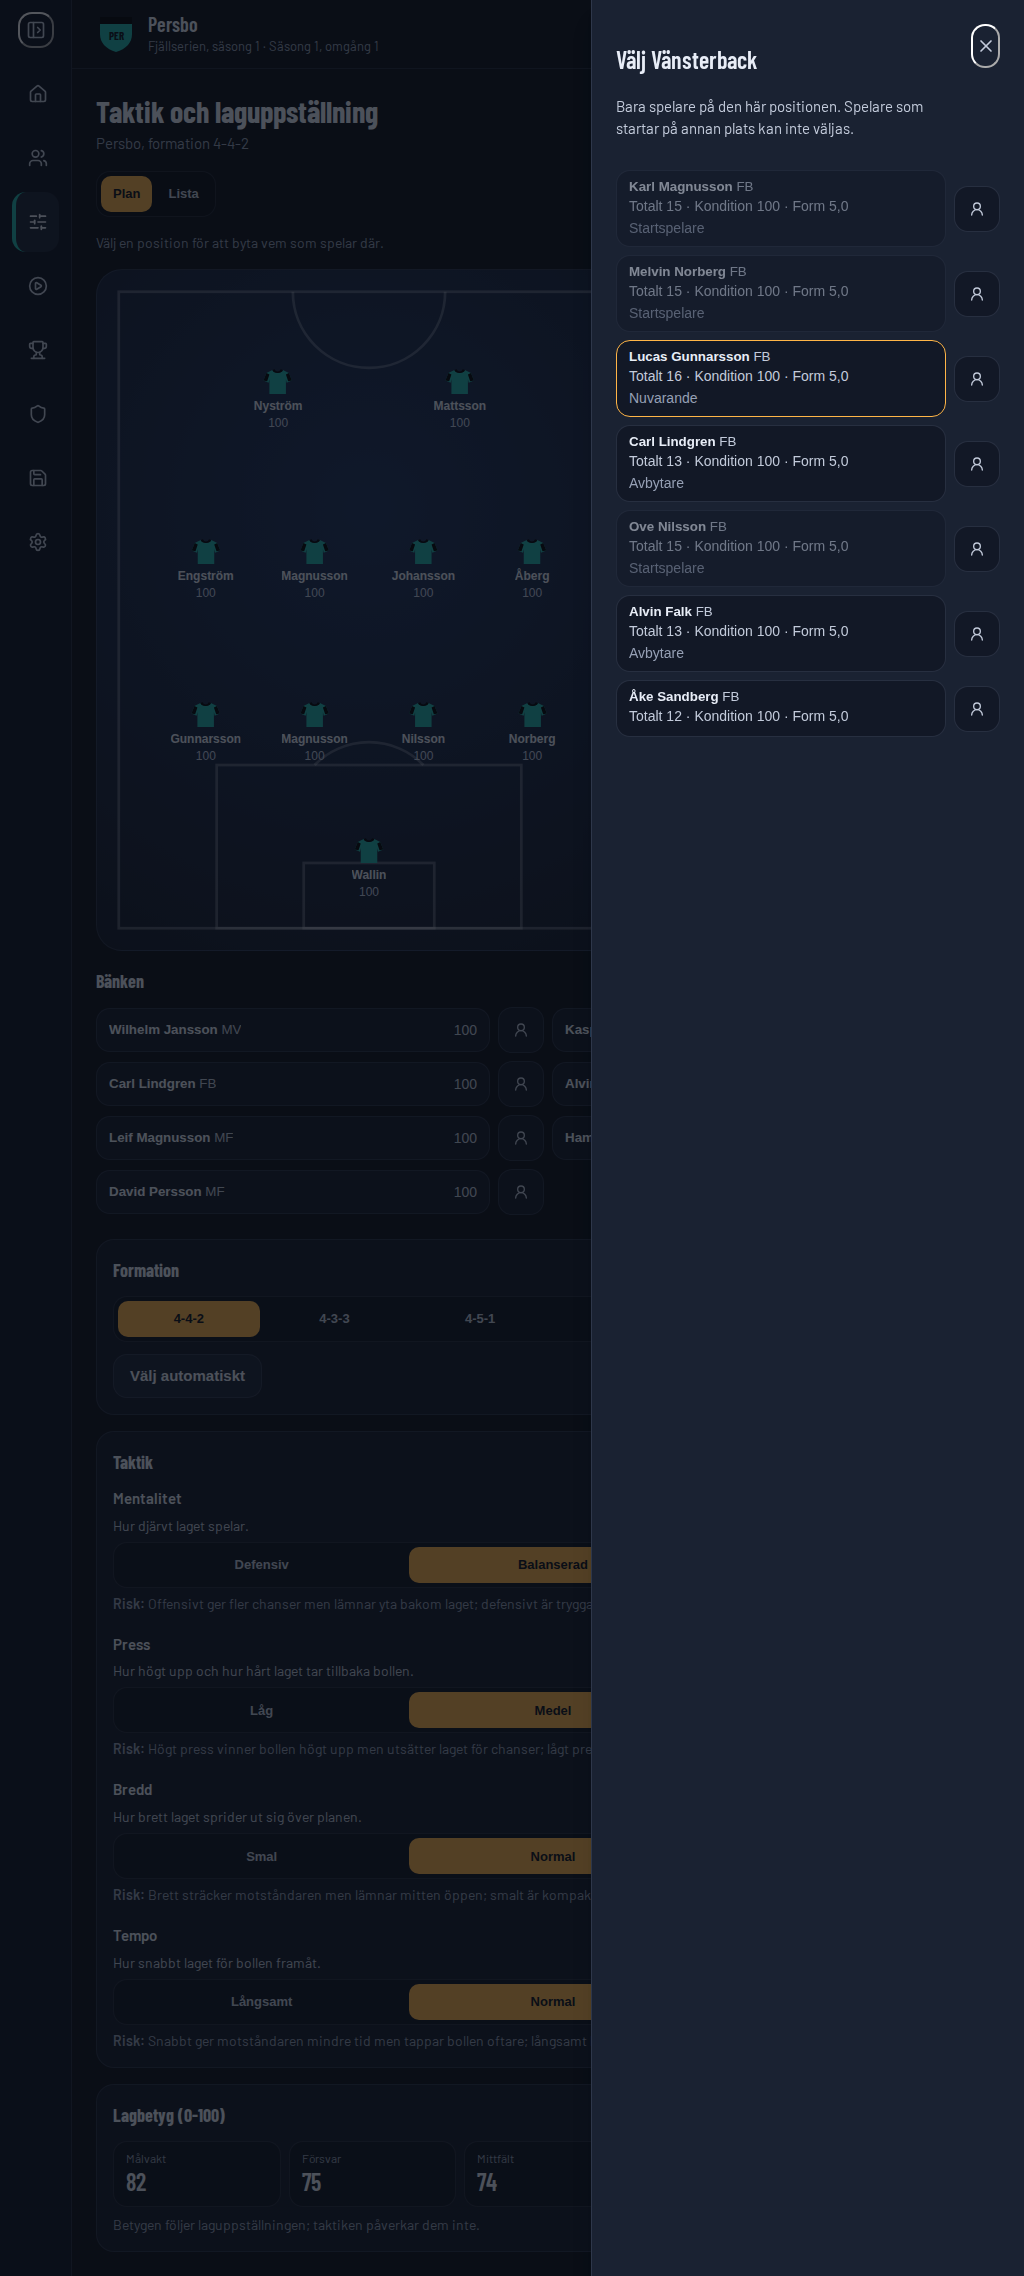 PER
Persbo
Fjällserien, säsong 1 · Säsong 1, omgång 1
Taktik och laguppställning
Persbo, formation 4-4-2
Plan
Lista
Välj en position för att byta vem som spelar där.
Nyström
100
Mattsson
100
Engström
100
Magnusson
100
Johansson
100
Åberg
100
Gunnarsson
100
Magnusson
100
Nilsson
100
Norberg
100
Wallin
100
Bänken
Wilhelm Jansson MV 100
Kas
Carl Lindgren FB 100
Alvi
Leif Magnusson MF 100
Ham
David Persson MF 100
Formation
4-4-2
4-3-3
4-5-1
Välj automatiskt
Taktik
Mentalitet
Hur djärvt laget spelar.
Defensiv
Balanserad
Risk: Offensivt ger fler chanser men lämnar yta bakom laget; defensivt är trygga
Press
Hur högt upp och hur hårt laget tar tillbaka bollen.
Låg
Medel
Risk: Högt press vinner bollen högt upp men utsätter laget för chanser; lågt pre
Bredd
Hur brett laget sprider ut sig över planen.
Smal
Normal
Risk: Brett sträcker motståndaren men lämnar mitten öppen; smalt är kompak
Tempo
Hur snabbt laget för bollen framåt.
Långsamt
Normal
Risk: Snabbt ger motståndaren mindre tid men tappar bollen oftare; långsamt
Lagbetyg (0-100)
Målvakt
82
Försvar
75
Mittfält
74
Betygen följer laguppställningen; taktiken påverkar dem inte.
Välj Vänsterback
Bara spelare på den här positionen. Spelare som
startar på annan plats kan inte väljas.
Karl Magnusson FB
Totalt 15 · Kondition 100 · Form 5,0
Startspelare
Melvin Norberg FB
Totalt 15 · Kondition 100 · Form 5,0
Startspelare
Lucas Gunnarsson FB
Totalt 16 · Kondition 100 · Form 5,0
Nuvarande
Carl Lindgren FB
Totalt 13 · Kondition 100 · Form 5,0
Avbytare
Ove Nilsson FB
Totalt 15 · Kondition 100 · Form 5,0
Startspelare
Alvin Falk FB
Totalt 13 · Kondition 100 · Form 5,0
Avbytare
Åke Sandberg FB
Totalt 12 · Kondition 100 · Form 5,0